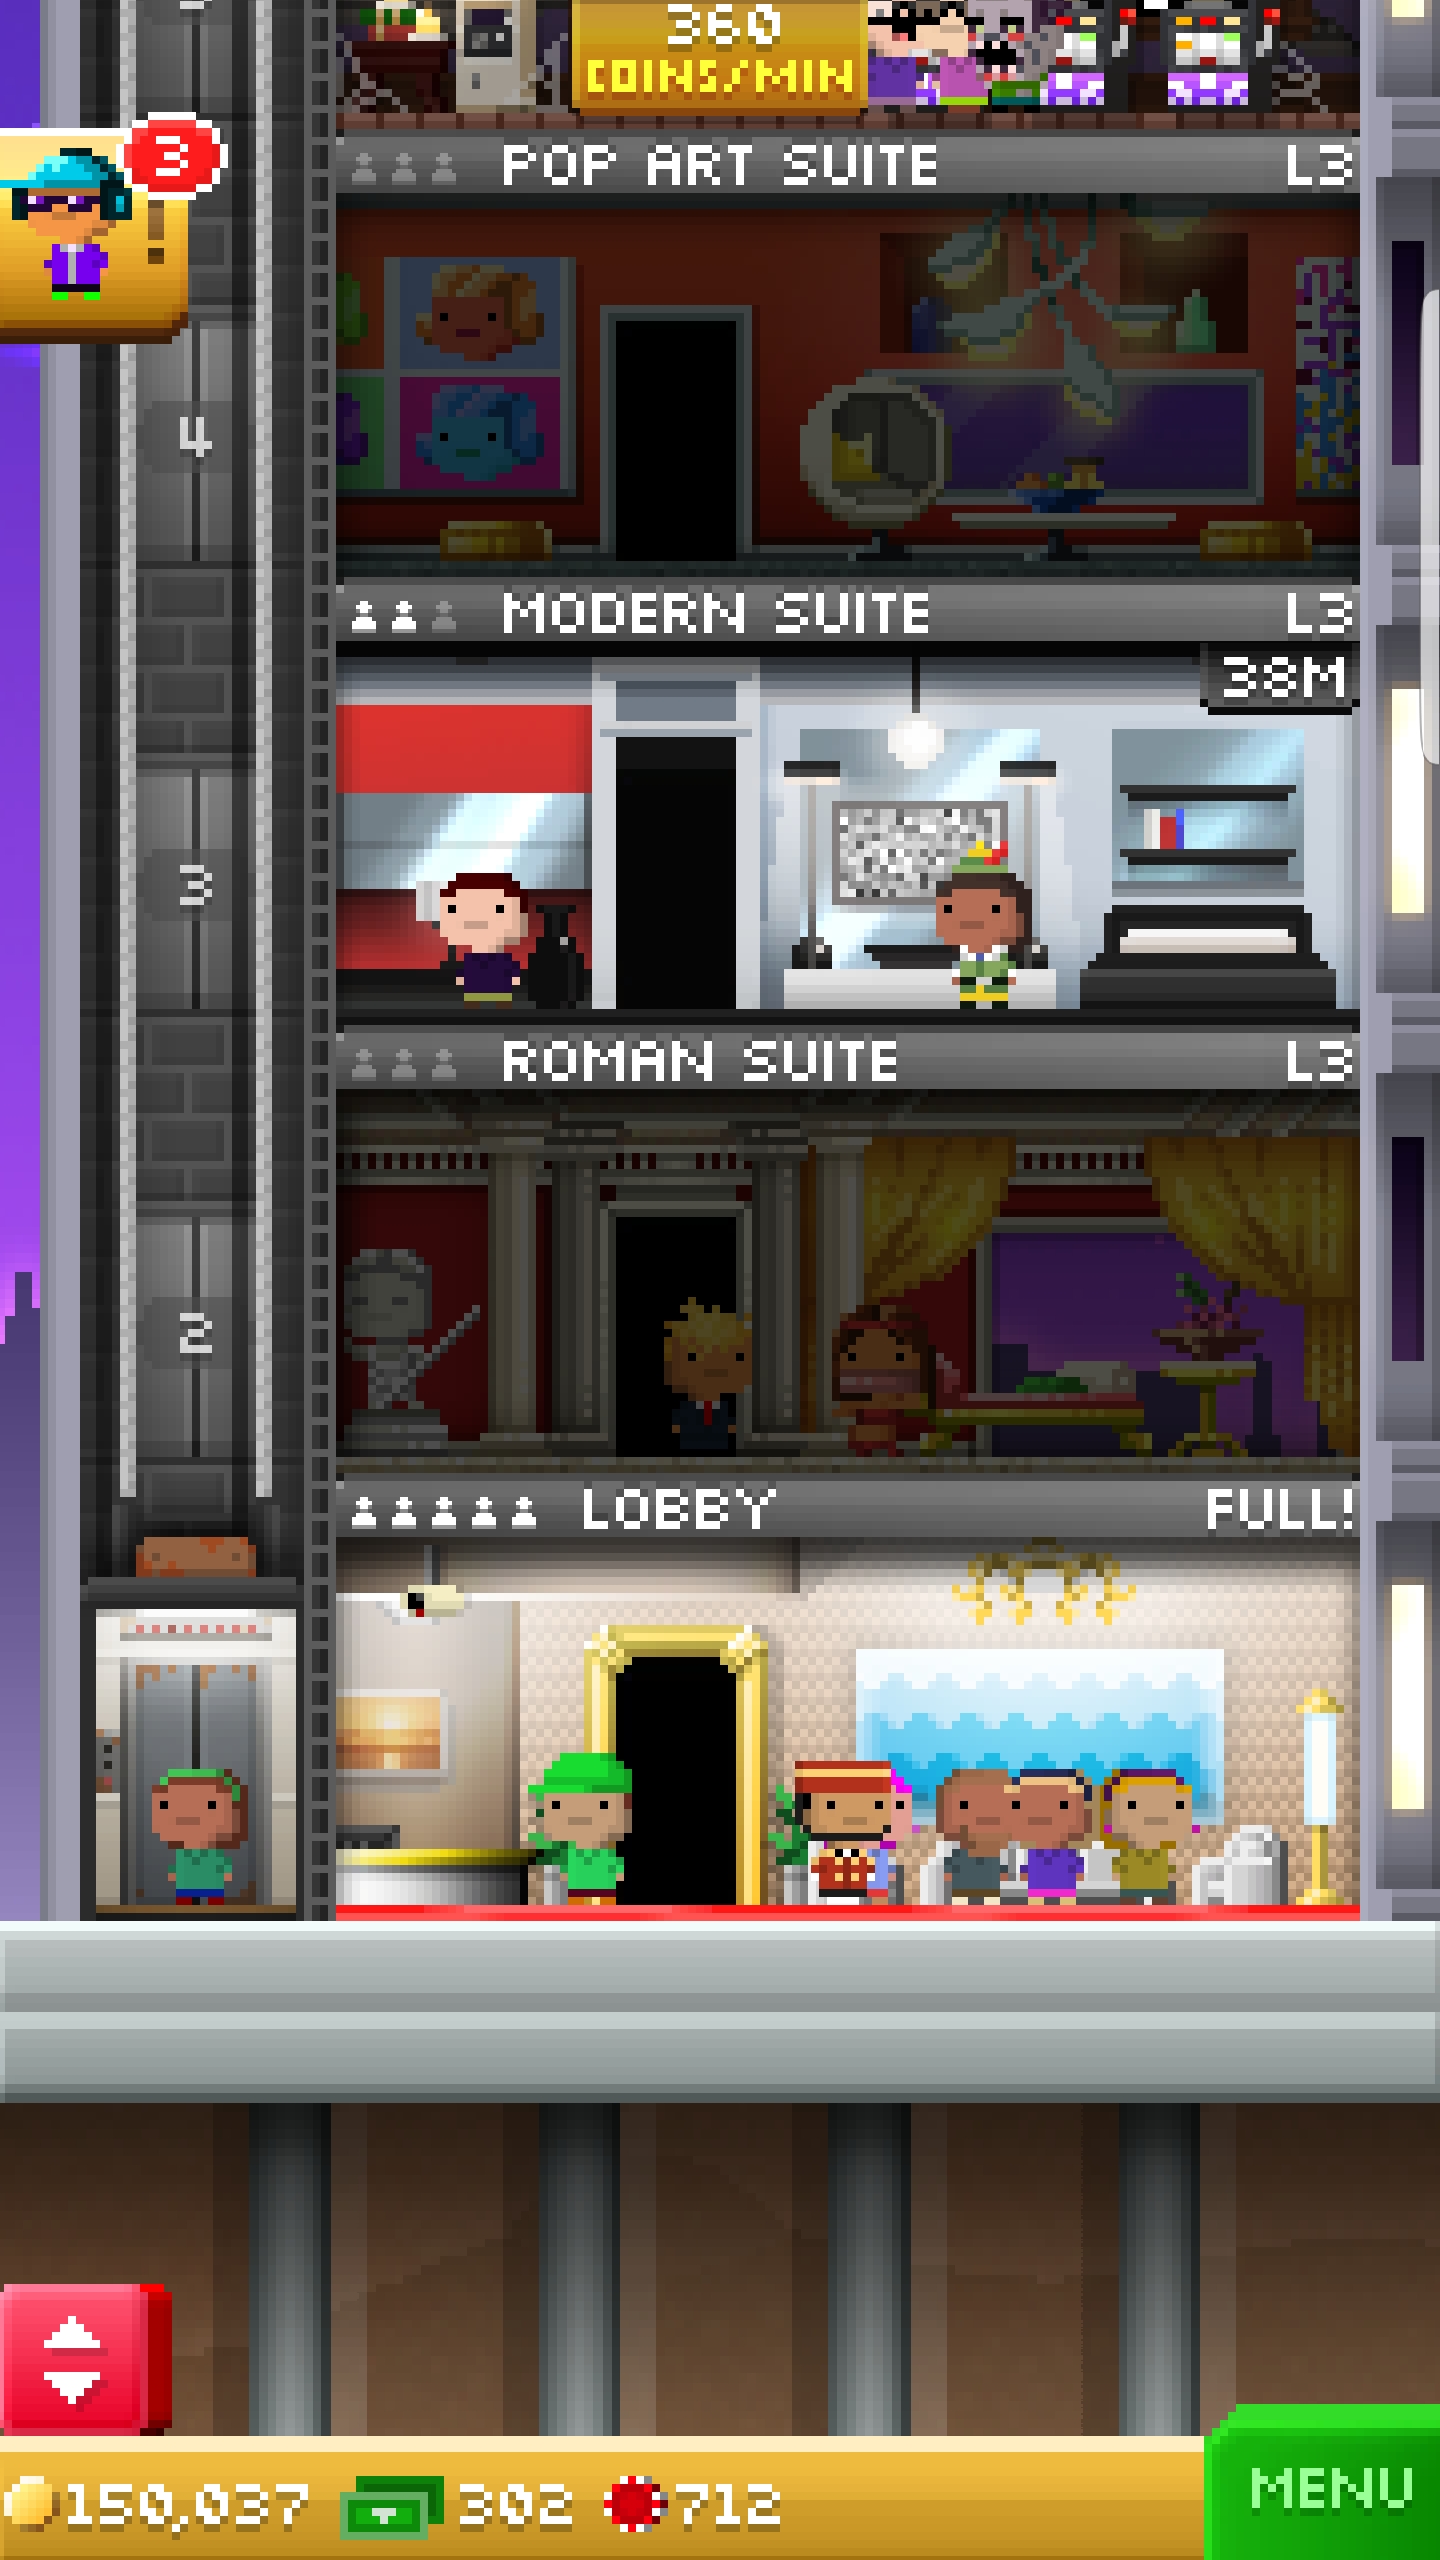 360
COINS/MIN
POP ART SUITE L3
3
!
4
MODERN SUITE L3
38M
3
ROMAN SUITE L3
2
LOBBY FULL!
150,037 302 712
MENU